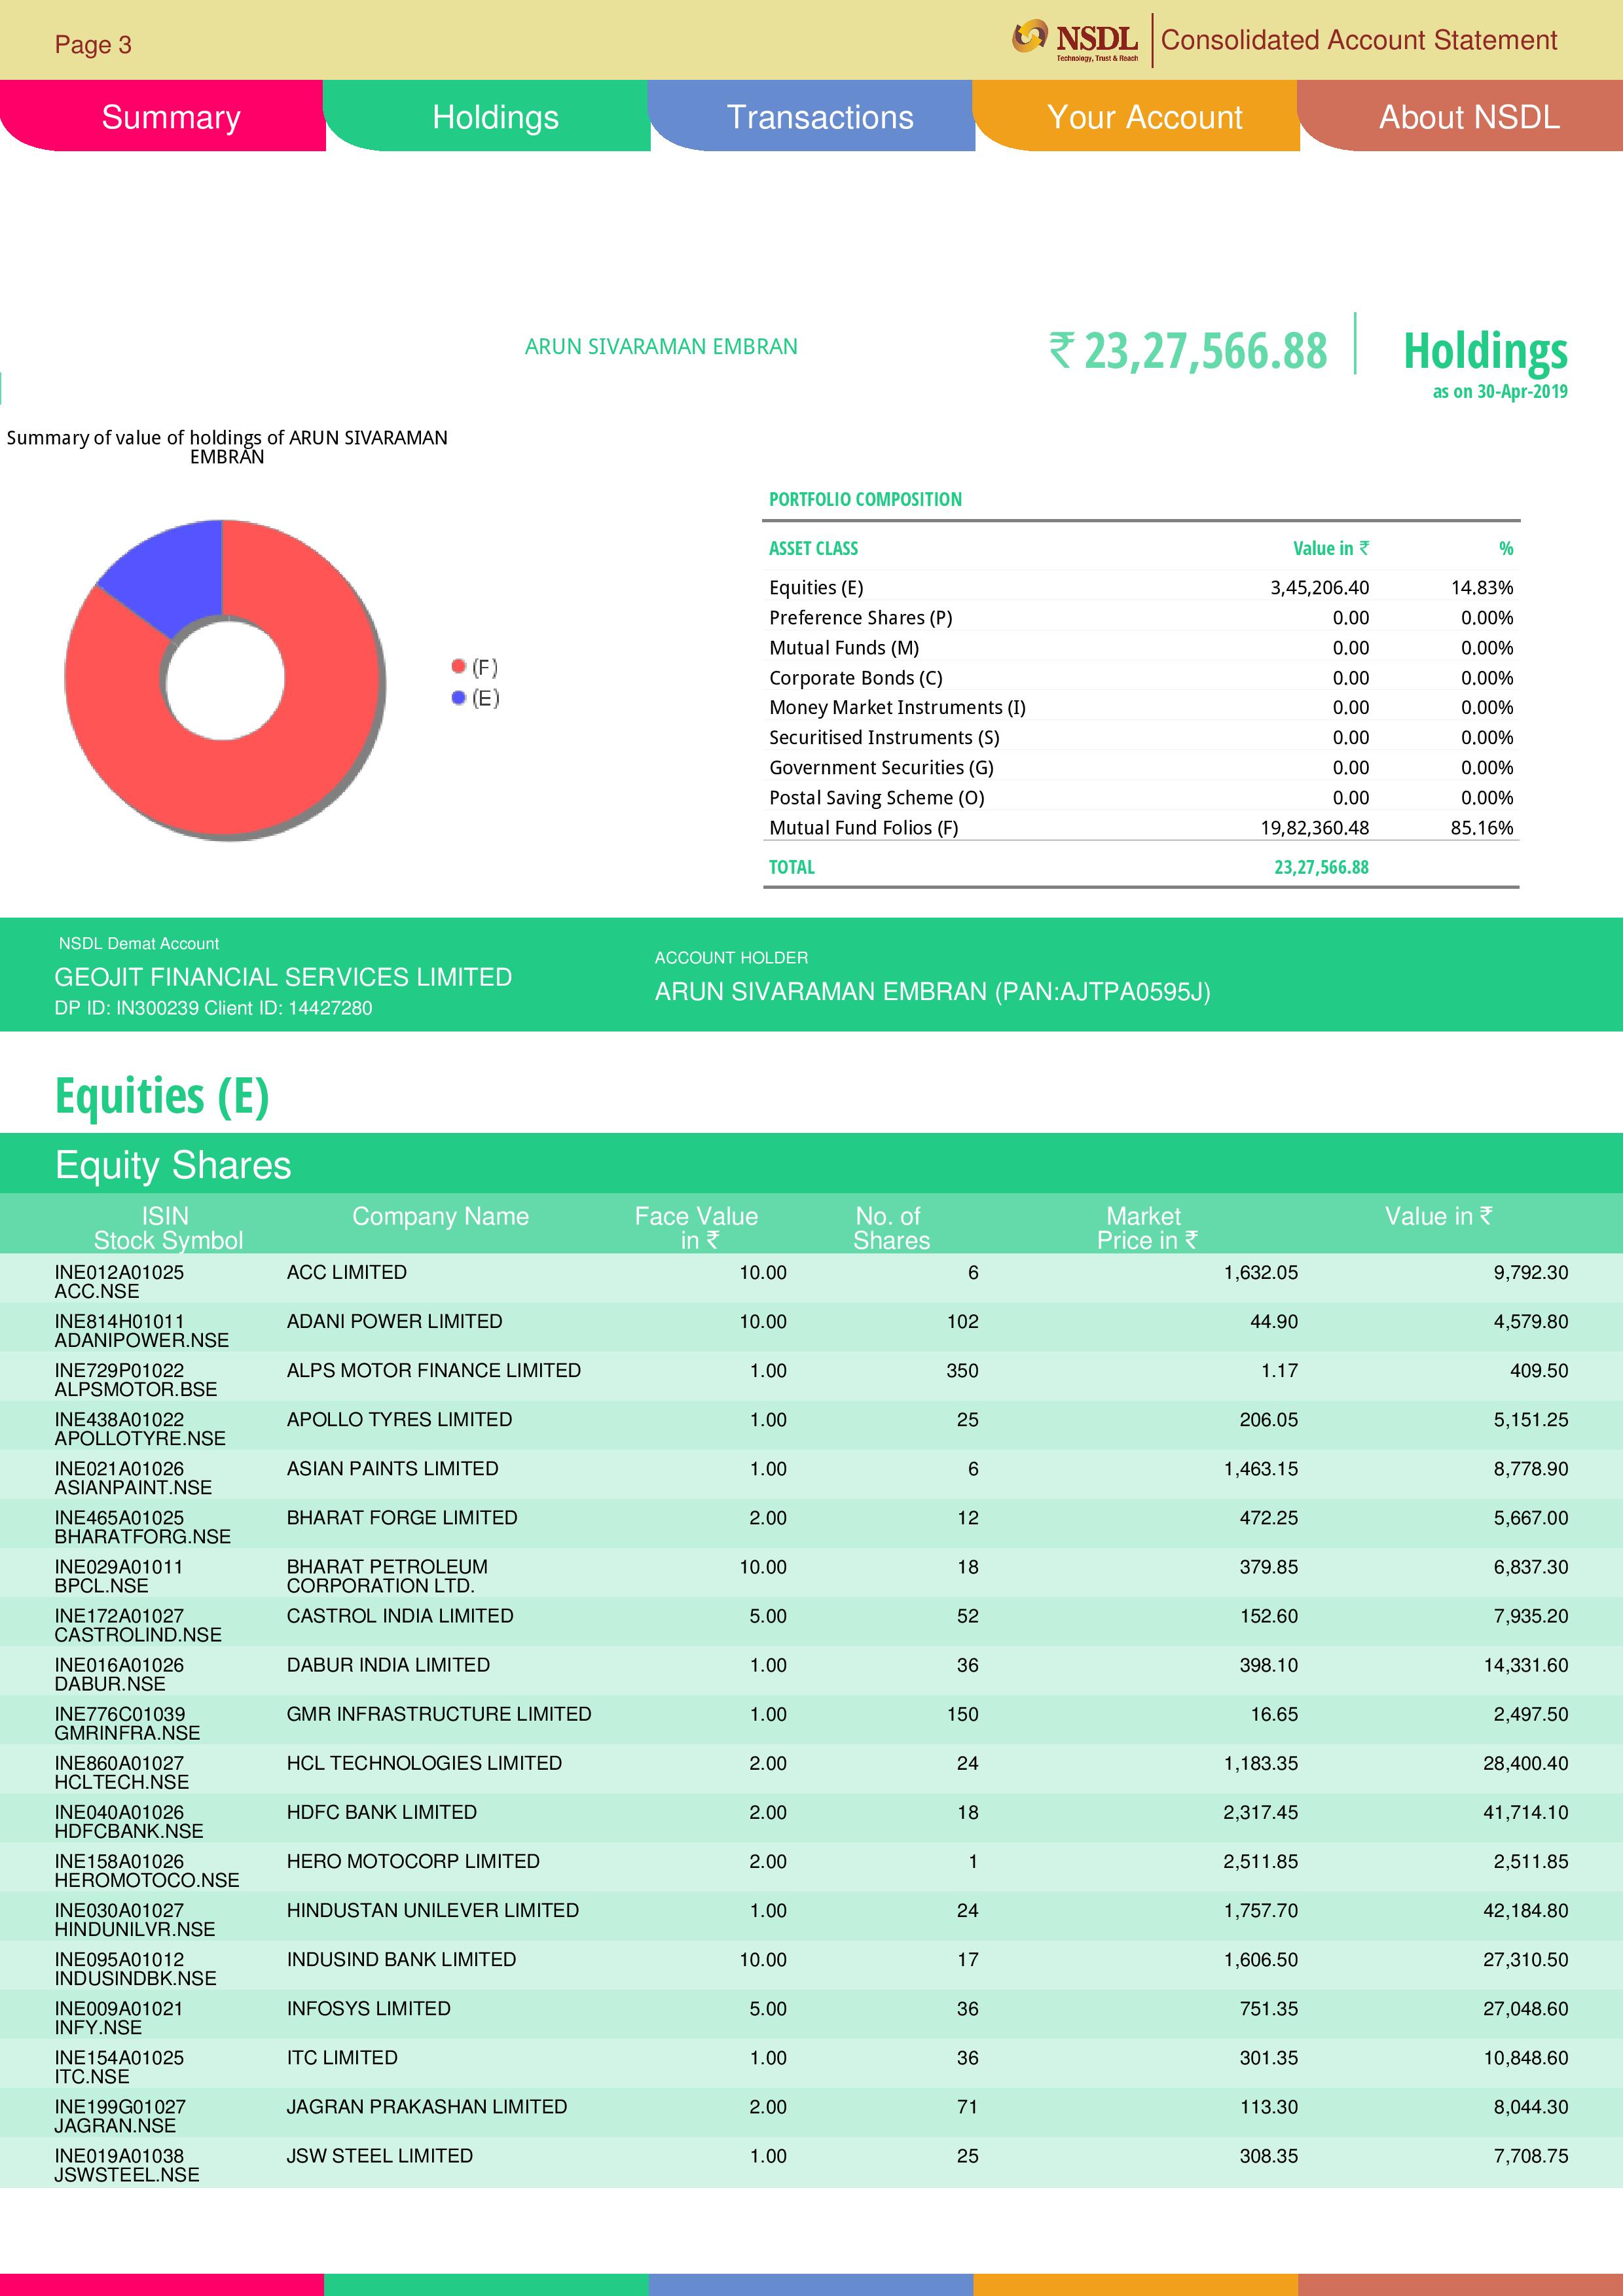 Page 3
NSDL
Technology, Trust & Reach
Consolidated Account Statement
Summary Holdings Transactions Your Account About NSDL
ARUN SIVARAMAN EMBRAN ₹ 23,27,566.88 Holdings
as on 30-Apr-2019
Summary of value of holdings of ARUN SIVARAMAN
EMBRAN
(F)
(E)
PORTFOLIO COMPOSITION
ASSET CLASS Value in ₹ %
Equities (E) 3,45,206.40 14.83%
Preference Shares (P) 0.00 0.00%
Mutual Funds (M) 0.00 0.00%
Corporate Bonds (C) 0.00 0.00%
Money Market Instruments (I) 0.00 0.00%
Securitised Instruments (S) 0.00 0.00%
Government Securities (G) 0.00 0.00%
Postal Saving Scheme (O) 0.00 0.00%
Mutual Fund Folios (F) 19,82,360.48 85.16%
TOTAL 23,27,566.88
NSDL Demat Account
GEOJIT FINANCIAL SERVICES LIMITED
DP ID: IN300239 Client ID: 14427280
ACCOUNT HOLDER
ARUN SIVARAMAN EMBRAN (PAN:AJTPA0595J)
Equities (E)
Equity Shares
ISIN Company Name Face Value No. of Market Value in ₹
Stock Symbol in ₹ Shares Price in ₹
INE012A01025 ACC LIMITED 10.00 6 1,632.05 9,792.30
ACC.NSE
INE814H01011 ADANI POWER LIMITED 10.00 102 44.90 4,579.80
ADANIPOWER.NSE
INE729P01022 ALPS MOTOR FINANCE LIMITED 1.00 350 1.17 409.50
ALPSMOTOR.BSE
INE438A01022 APOLLO TYRES LIMITED 1.00 25 206.05 5,151.25
APOLLOTYRE.NSE
INE021A01026 ASIAN PAINTS LIMITED 1.00 6 1,463.15 8,778.90
ASIANPAINT.NSE
INE465A01025 BHARAT FORGE LIMITED 2.00 12 472.25 5,667.00
BHARATFORG.NSE
INE029A01011 BHARAT PETROLEUM 10.00 18 379.85 6,837.30
BPCL.NSE CORPORATION LTD.
INE172A01027 CASTROL INDIA LIMITED 5.00 52 152.60 7,935.20
CASTROLIND.NSE
INE016A01026 DABUR INDIA LIMITED 1.00 36 398.10 14,331.60
DABUR.NSE
INE776C01039 GMR INFRASTRUCTURE LIMITED 1.00 150 16.65 2,497.50
GMRINFRA.NSE
INE860A01027 HCL TECHNOLOGIES LIMITED 2.00 24 1,183.35 28,400.40
HCLTECH.NSE
INE040A01026 HDFC BANK LIMITED 2.00 18 2,317.45 41,714.10
HDFCBANK.NSE
INE158A01026 HERO MOTOCORP LIMITED 2.00 1 2,511.85 2,511.85
HEROMOTOCO.NSE
INE030A01027 HINDUSTAN UNILEVER LIMITED 1.00 24 1,757.70 42,184.80
HINDUNILVR.NSE
INE095A01012 INDUSIND BANK LIMITED 10.00 17 1,606.50 27,310.50
INDUSINDBK.NSE
INE009A01021 INFOSYS LIMITED 5.00 36 751.35 27,048.60
INFY.NSE
INE154A01025 ITC LIMITED 1.00 36 301.35 10,848.60
ITC.NSE
INE199G01027 JAGRAN PRAKASHAN LIMITED 2.00 71 113.30 8,044.30
JAGRAN.NSE
INE019A01038 JSW STEEL LIMITED 1.00 25 308.35 7,708.75
JSWSTEEL.NSE